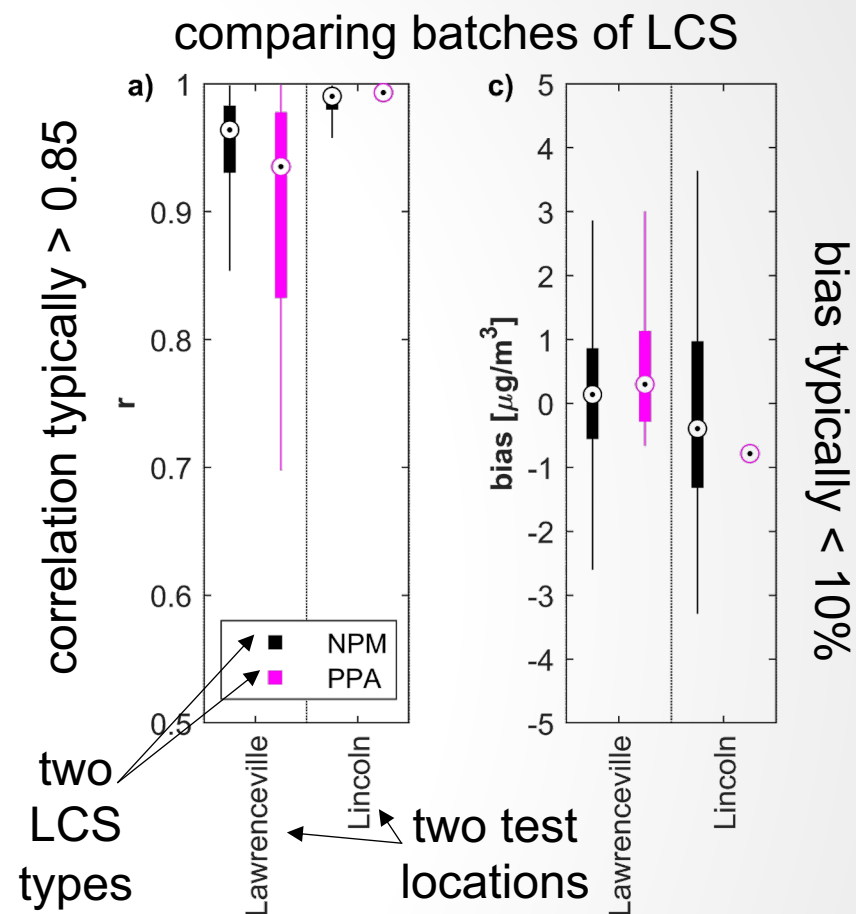 comparing batches of LCS
correlation typically > 0.85
a)
1
0.9
0.8
0.7
0.6
0.5
r
NPM
PPA
Lawrenceville
Lincoln
c)
5
4
3
2
1
0
-1
-2
-3
-4
-5
bias [μg/m³]
Lawrenceville
Lincoln
bias typically < 10%
two
LCS
types
two test
locations